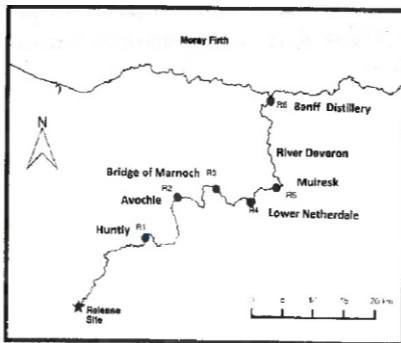 Moray Firth
N
R6
Banff Distillery
River Deveron
Bridge of Marnoch
R3
Muiresk
R5
R2
Avochie
R4
Lower Netherdale
Huntly
R1
Release
Site
20 km